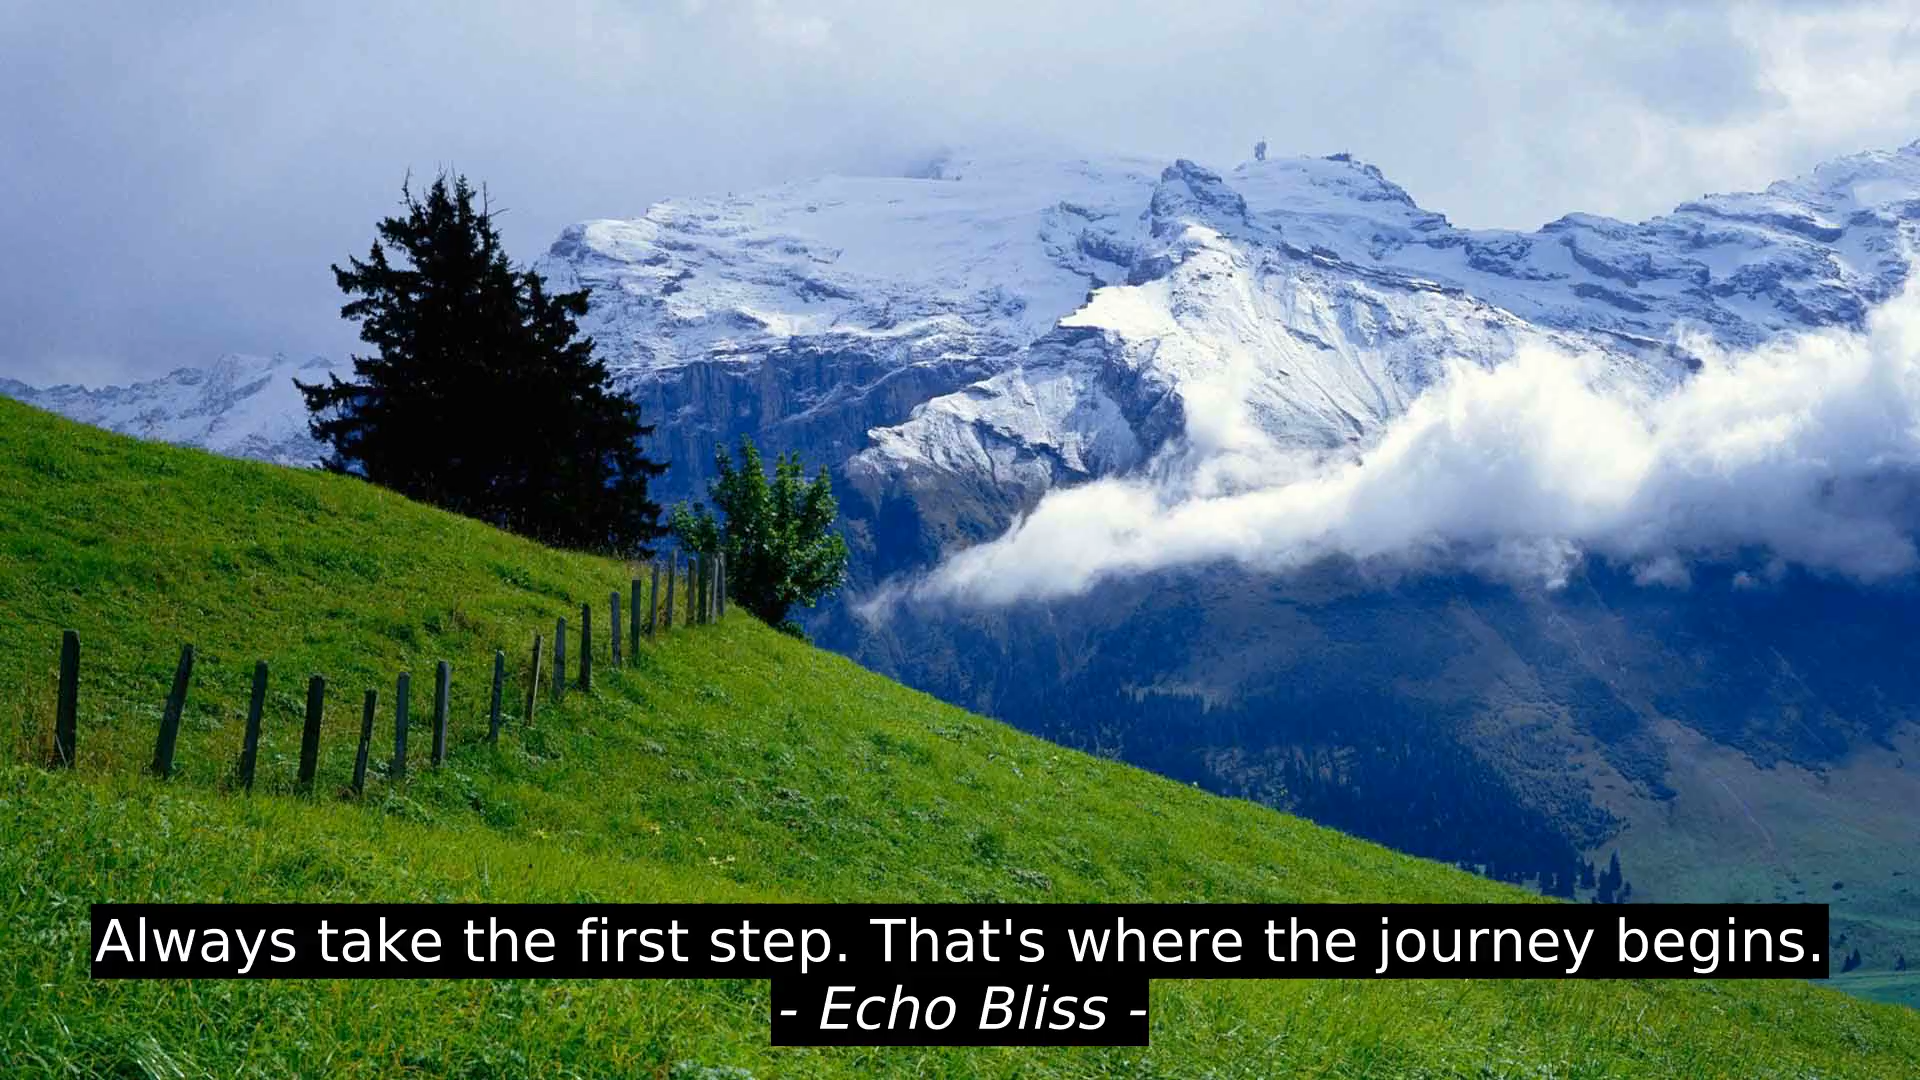 Always take the first step. That's where the journey begins.
- Echo Bliss -